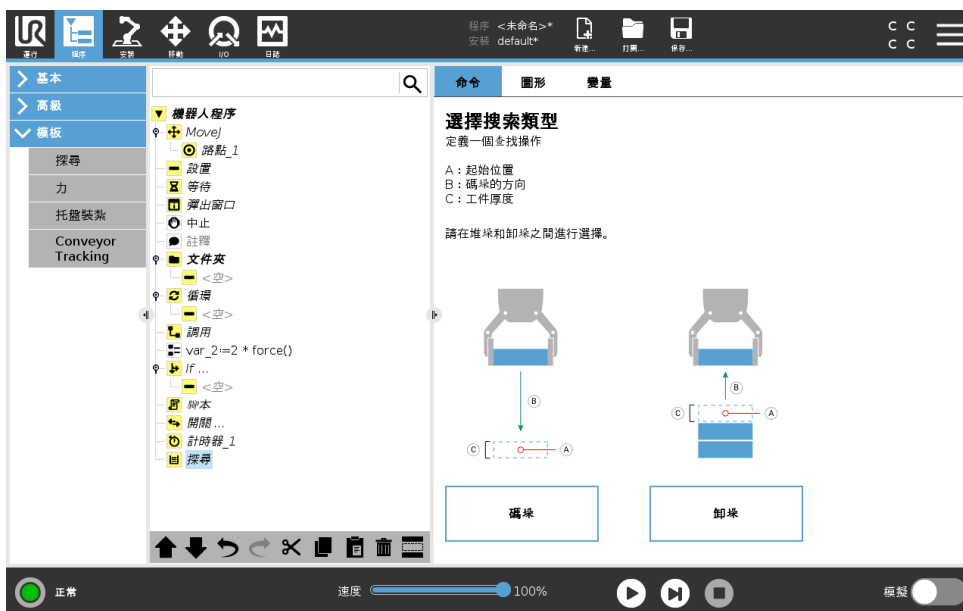 運行
程序
安裝
移動
I/O
日誌
程序 <未命名>*
安裝 default*
新建...
打開...
保存...
C C
C C
基本
高級
模板
探尋
力
托盤裝紮
Conveyor
Tracking
機器人程序
MoveJ
路點_1
設置
等待
彈出窗口
中止
註釋
文件夾
<空>
循環
<空>
調用
var_2:=2 * force()
If ...
<空>
腳本
開關 ...
計時器_1
探尋
命令 圖形 變量
選擇搜索類型
定義一個查找操作
A：起始位置
B：碼垛的方向
C：工件厚度
請在堆垛和卸垛之間進行選擇。
B
C A
B
C A
碼垛
卸垛
正常
速度 100%
模擬